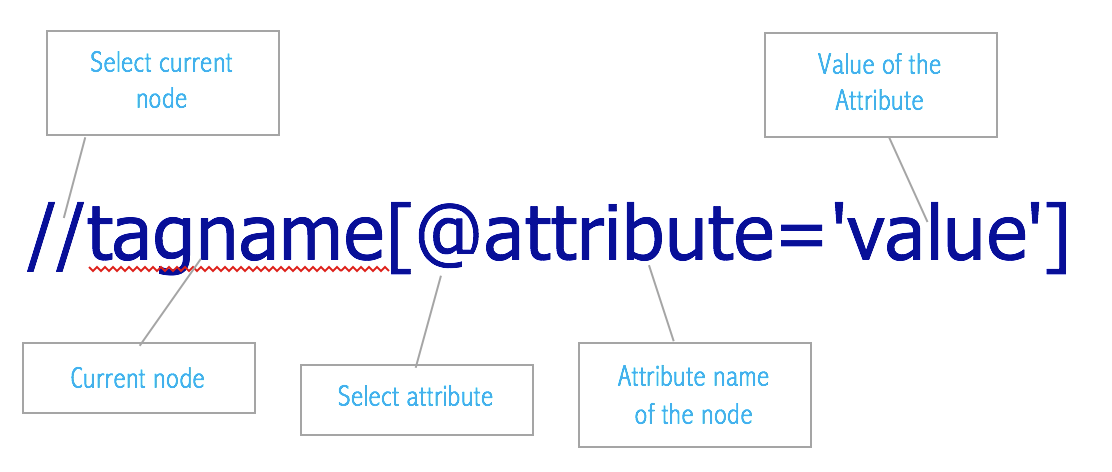 Select current
node
Value of the
Attribute
//tagname[@attribute='value']
Current node
Select attribute
Attribute name
of the node